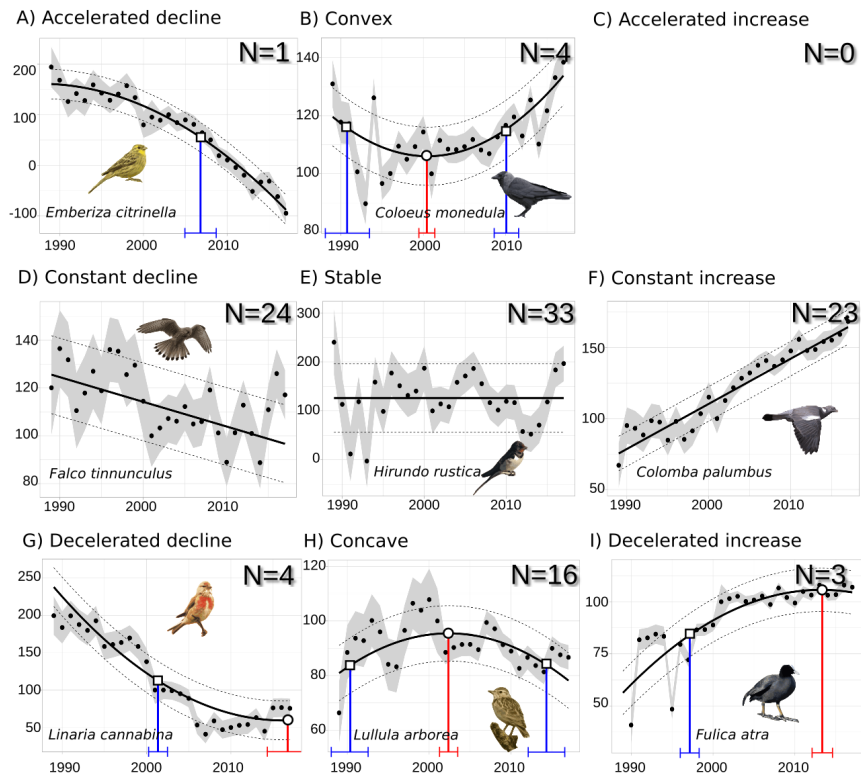 A) Accelerated decline
N=1
200
100
0
-100
Emberiza citrinella
1990 2000 2010
B) Convex
N=4
140
120
100
80
Coloeus monedula
1990 2000 2010
C) Accelerated increase
N=0
D) Constant decline
N=24
140
120
100
80
Falco tinnunculus
1990 2000 2010
E) Stable
N=33
300
200
100
0
Hirundo rustica
1990 2000 2010
F) Constant increase
N=23
150
100
50
Colomba palumbus
1990 2000 2010
G) Decelerated decline
N=4
250
200
150
100
50
Linaria cannabina
1990 2000 2010
H) Concave
N=16
120
100
80
60
Lullula arborea
1990 2000 2010
I) Decelerated increase
N=3
100
75
50
Fulica atra
1990 2000 2010